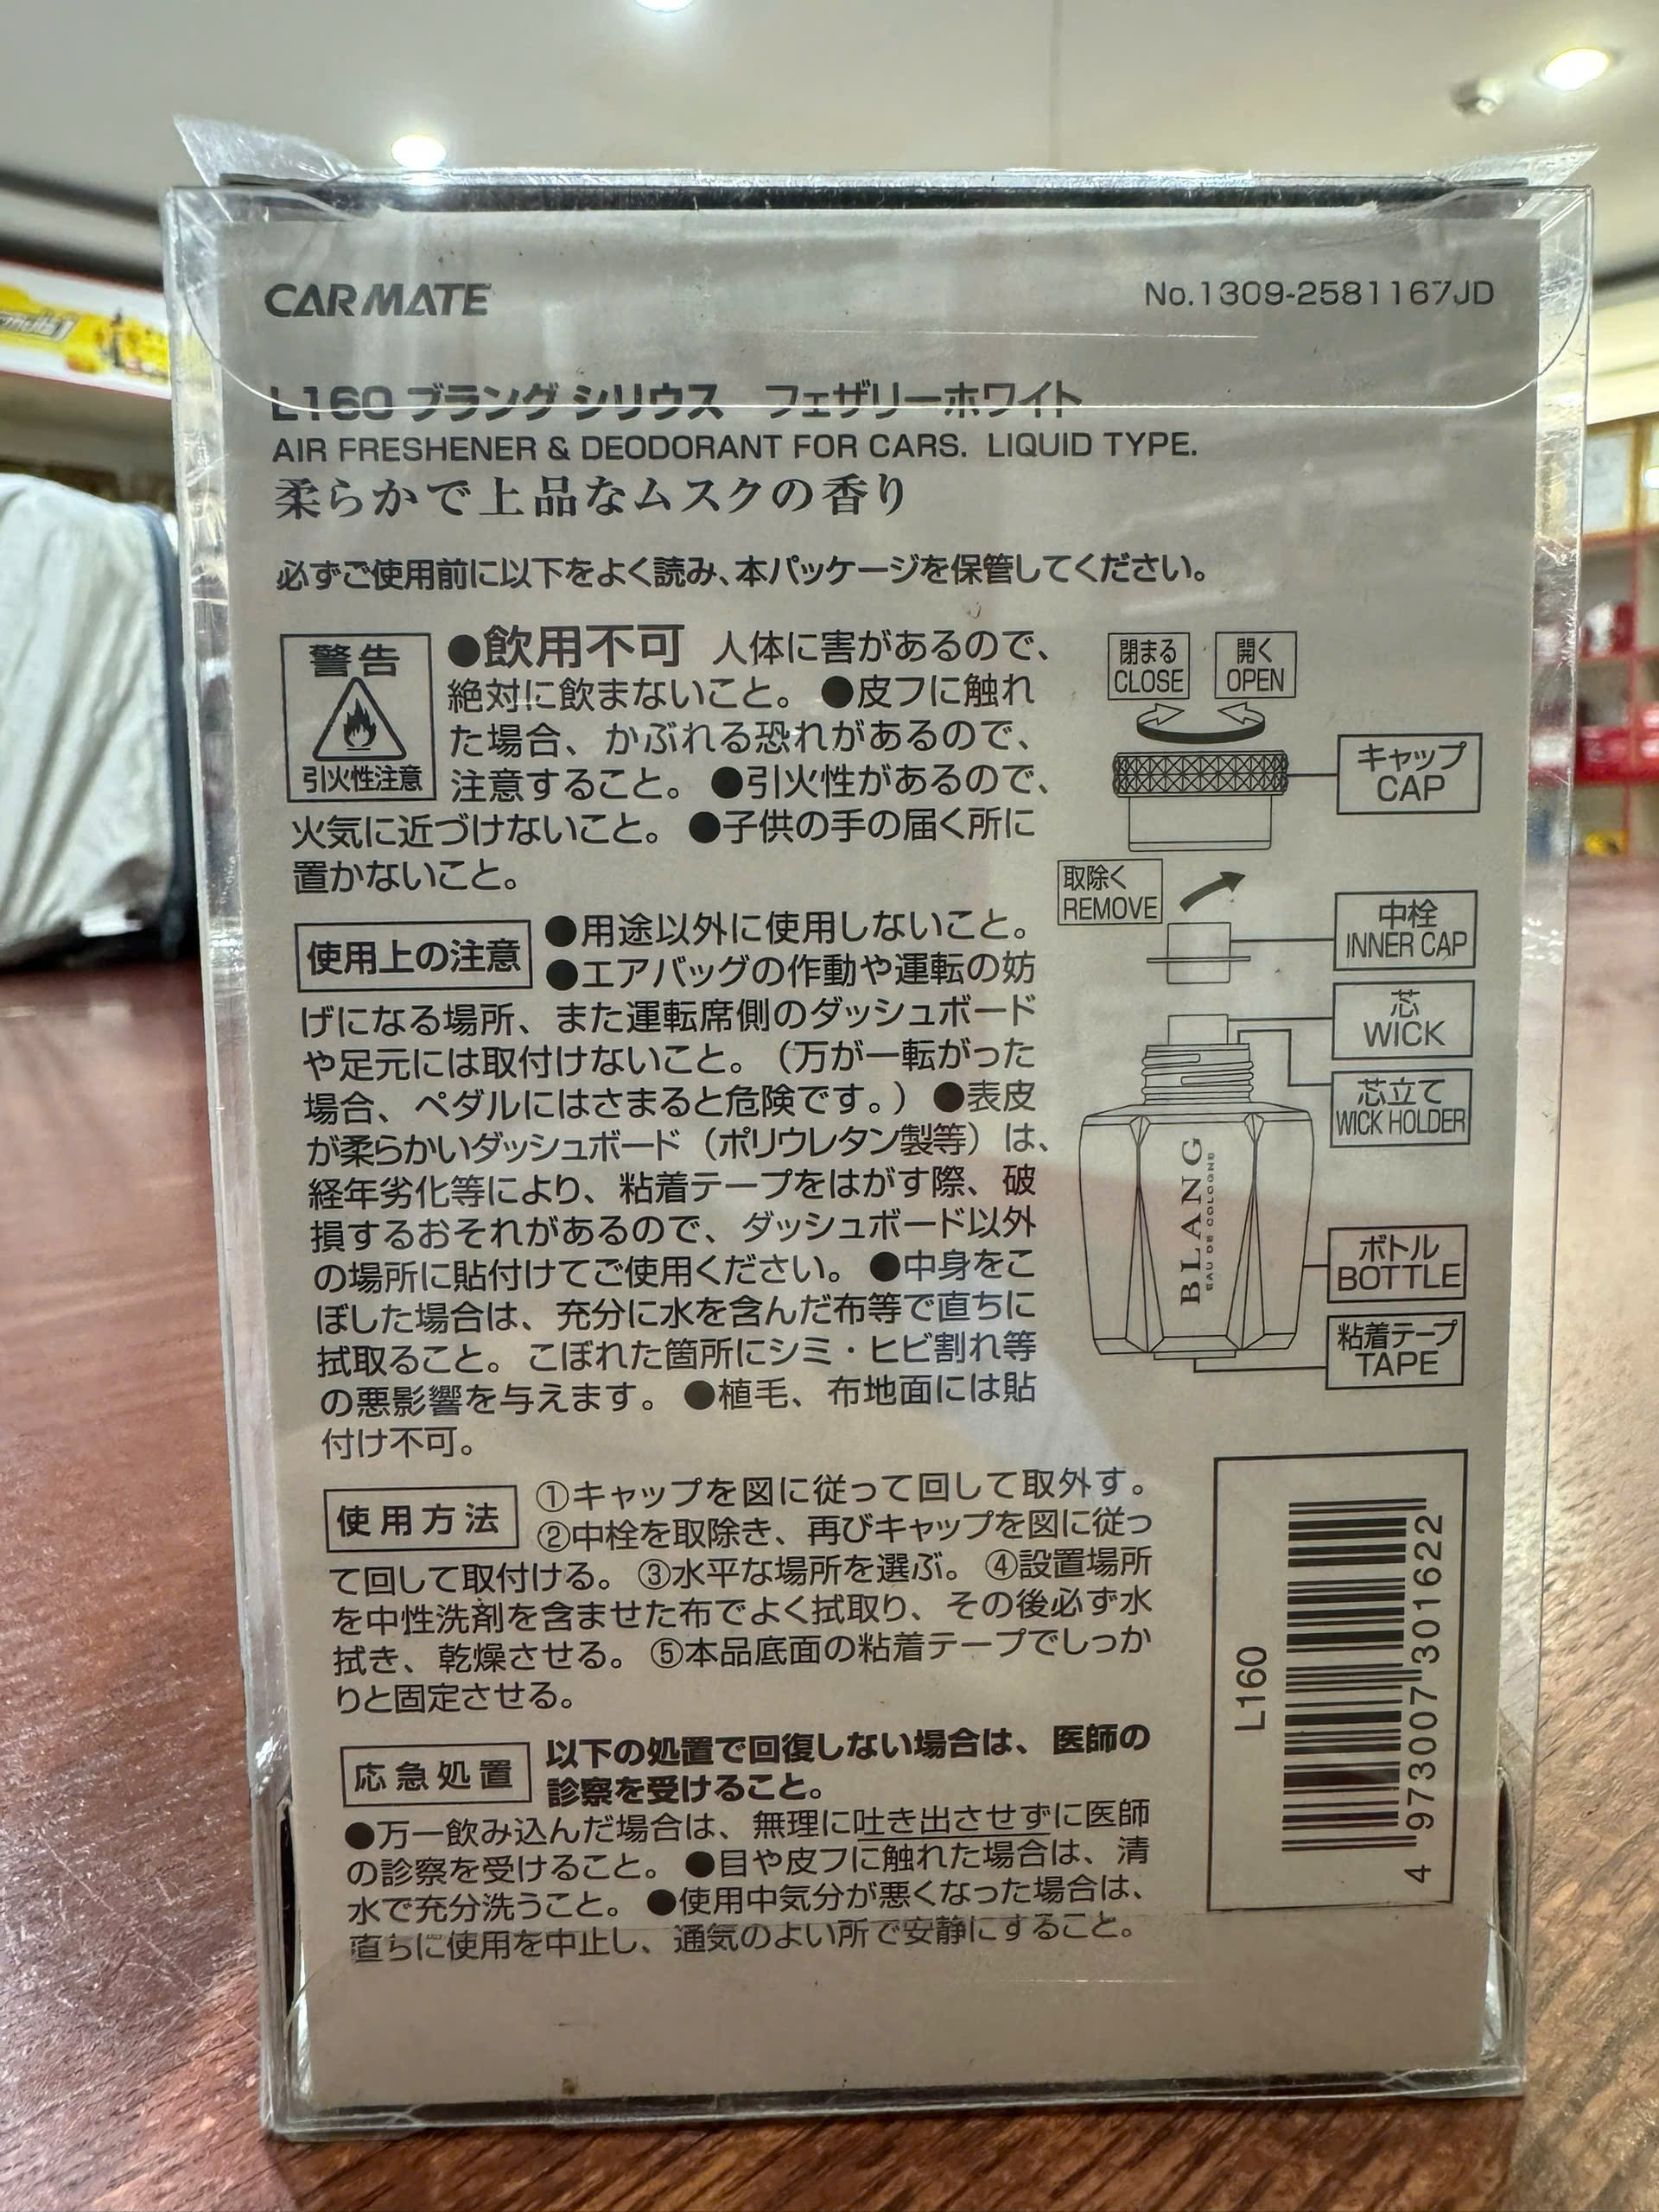 CARMATE
No.1309-2581167JD
L160 ブラング シリウス　フェザリーホワイト
AIR FRESHENER & DEODORANT FOR CARS. LIQUID TYPE.
柔らかで上品なムスクの香り
必ずご使用前に以下をよく読み、本パッケージを保管してください。
警告
引火性注意
●飲用不可 人体に害があるので、
絶対に飲まないこと。●皮フに触れ
た場合、かぶれる恐れがあるので、
注意すること。●引火性があるので、
火気に近づけないこと。●子供の手の届く所に
置かないこと。
使用上の注意
●用途以外に使用しないこと。
●エアバッグの作動や運転の妨
げになる場所、また運転席側のダッシュボード
や足元には取付けないこと。（万が一転がった
場合、ペダルにはさまると危険です。）●表皮
が柔らかいダッシュボード（ポリウレタン製等）は、
経年劣化等により、粘着テープをはがす際、破
損するおそれがあるので、ダッシュボード以外
の場所に貼付けてご使用ください。●中身をこ
ぼした場合は、充分に水を含んだ布等で直ちに
拭取ること。こぼれた箇所にシミ・ヒビ割れ等
の悪影響を与えます。●植毛、布地面には貼
付け不可。
使用方法
①キャップを図に従って回して取外す。
②中栓を取除き、再びキャップを図に従っ
て回して取付ける。③水平な場所を選ぶ。④設置場所
を中性洗剤を含ませた布でよく拭取り、その後必ず水
拭き、乾燥させる。⑤本品底面の粘着テープでしっか
りと固定させる。
応急処置
以下の処置で回復しない場合は、医師の
診察を受けること。
●万一飲み込んだ場合は、無理に吐き出させずに医師
の診察を受けること。●目や皮フに触れた場合は、清
水で充分洗うこと。●使用中気分が悪くなった場合は、
直ちに使用を中止し、通気のよい所で安静にすること。
閉まる
CLOSE
開く
OPEN
キャップ
CAP
取除く
REMOVE
中栓
INNER CAP
芯
WICK
芯立て
WICK HOLDER
BLANG
EAU DE COLOGNE
ボトル
BOTTLE
粘着テープ
TAPE
L160
4 973007 301622